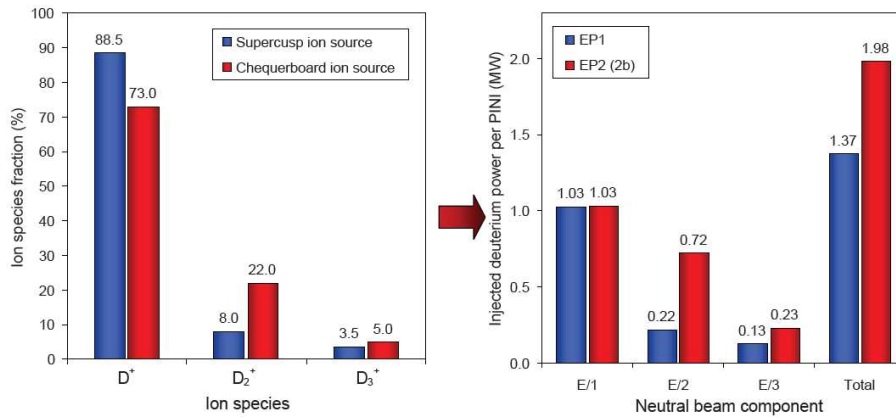 100
90
80
70
60
50
40
30
20
10
0
Ion species fraction (%)
Supercusp ion source
Chequerboard ion source
88.5
73.0
8.0
22.0
3.5
5.0
D+
D2+
D3+
Ion species
2.0
1.5
1.0
0.5
0.0
Injected deuterium power per PINI (MW)
EP1
EP2 (2b)
1.03
1.03
0.22
0.72
0.13
0.23
1.37
1.98
E/1
E/2
E/3
Total
Neutral beam component